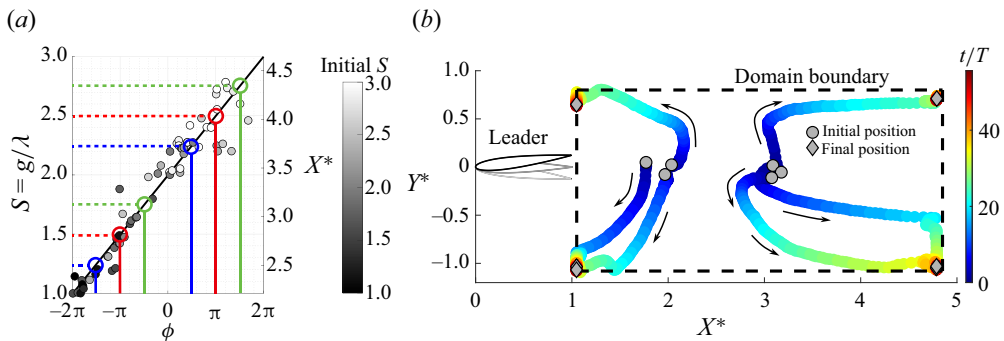 (a)
(b)
3.0
2.5
2.0
1.5
1.0
S = g/λ
−2π
−π
0
π
2π
ϕ
4.5
4.0
3.5
3.0
2.5
X*
Initial S
3.0
2.5
2.0
1.5
1.0
1.0
0.5
0
−0.5
−1.0
Y*
Leader
Domain boundary
Initial position
Final position
0
1
2
3
4
5
X*
t/T
40
20
0